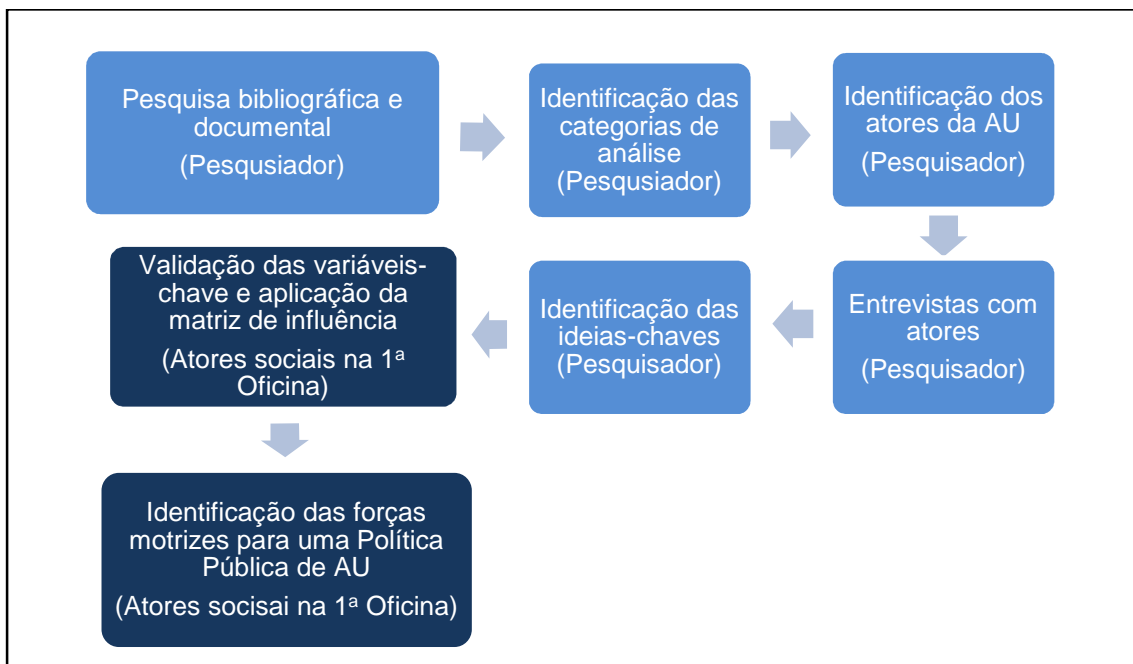 Pesquisa bibliográfica e
documental
(Pesqusiador)
Identificação das
categorias de
análise
(Pesqusiador)
Identificação dos
atores da AU
(Pesquisador)
Entrevistas com
atores
(Pesquisador)
Identificação das
ideias-chaves
(Pesquisador)
Validação das variáveis-
chave e aplicação da
matriz de influência
(Atores sociais na 1ª
Oficina)
Identificação das forças
motrizes para uma Política
Pública de AU
(Atores socisai na 1ª Oficina)